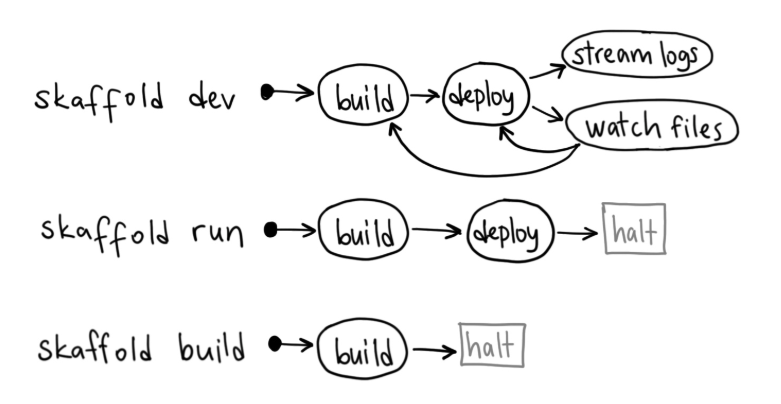 stream logs
skaffold dev build deploy
watch files
skaffold run build deploy halt
skaffold build build halt